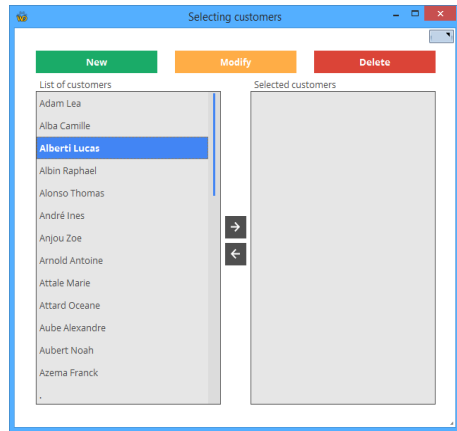 Selecting customers
New
Modify
Delete
List of customers
Selected customers
Adam Lea
Alba Camille
Alberti Lucas
Albin Raphael
Alonso Thomas
André Ines
Anjou Zoe
Arnold Antoine
Attale Marie
Attard Oceane
Aube Alexandre
Aubert Noah
Azema Franck
.